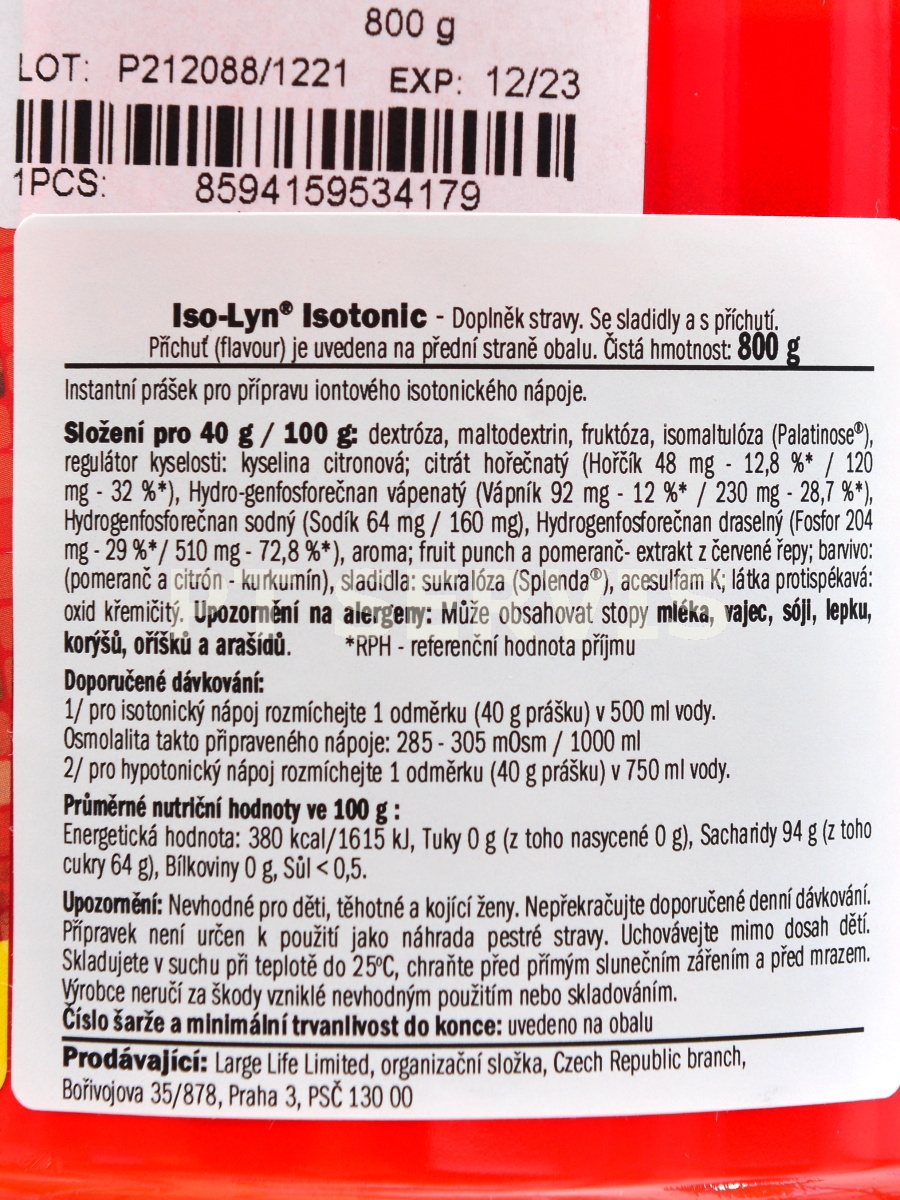 800 g
LOT: P212088/1221 EXP: 12/23
1PCS: 8594159534179
Iso-Lyn® Isotonic - Doplněk stravy. Se sladidly a s příchutí.
Příchuť (flavour) je uvedena na přední straně obalu. Čistá hmotnost: 800 g
Instantní prášek pro přípravu iontového isotonického nápoje.
Složení pro 40 g / 100 g: dextróza, maltodextrin, fruktóza, isomaltulóza (Palatinose®),
regulátor kyselosti: kyselina citronová; citrát hořečnatý (Hořčík 48 mg - 12,8 %* / 120
mg - 32 %*), Hydro-genfosforečnan vápenatý (Vápník 92 mg - 12 %* / 230 mg - 28,7 %*),
Hydrogenfosforečnan sodný (Sodík 64 mg / 160 mg), Hydrogenfosforečnan draselný (Fosfor 204
mg - 29 %*/ 510 mg - 72,8 %*), aroma; fruit punch a pomeranč- extrakt z červené řepy; barvivo:
(pomeranč a citrón - kurkumín), sladidla: sukralóza (Splenda®), acesulfam K; látka protispékavá:
oxid křemičitý. Upozornění na alergeny: Může obsahovat stopy mléka, vajec, sóji, lepku,
korýšů, oříšků a arašídů. *RPH - referenční hodnota příjmu
Doporučené dávkování:
1/ pro isotonický nápoj rozmíchejte 1 odměrku (40 g prášku) v 500 ml vody.
Osmolalita takto připraveného nápoje: 285 - 305 mOsm / 1000 ml
2/ pro hypotonický nápoj rozmíchejte 1 odměrku (40 g prášku) v 750 ml vody.
Průměrné nutriční hodnoty ve 100 g :
Energetická hodnota: 380 kcal/1615 kJ, Tuky 0 g (z toho nasycené 0 g), Sacharidy 94 g (z toho
cukry 64 g), Bílkoviny 0 g, Sůl < 0,5.
Upozornění: Nevhodné pro děti, těhotné a kojící ženy. Nepřekračujte doporučené denní dávkování.
Přípravek není určen k použití jako náhrada pestré stravy. Uchovávejte mimo dosah dětí.
Skladujete v suchu při teplotě do 25°C, chraňte před přímým slunečním zářením a před mrazem.
Výrobce neručí za škody vzniklé nevhodným použitím nebo skladováním.
Číslo šarže a minimální trvanlivost do konce: uvedeno na obalu
Prodávající: Large Life Limited, organizační složka, Czech Republic branch,
Bořivojova 35/878, Praha 3, PSČ 130 00